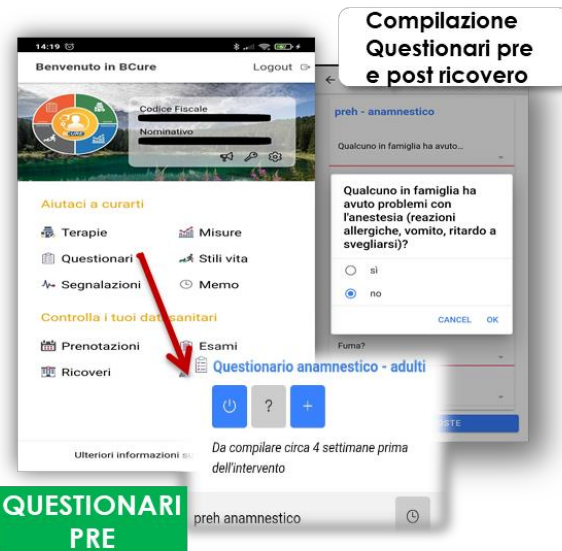 Compilazione
Questionari pre
e post ricovero
14:19
Benvenuto in BCure
Logout
Codice Fiscale
Nominativo
BCURE
Aiutaci a curarti
Terapie
Misure
Questionari
Stili vita
Segnalazioni
Memo
Controlla i tuoi dati sanitari
Prenotazioni
Esami
Ricoveri
Ulteriori informazioni su
preh - anamnestico
Qualcuno in famiglia ha avuto...
Qualcuno in famiglia ha
avuto problemi con
l'anestesia (reazioni
allergiche, vomito, ritardo a
svegliarsi)?
sì
no
CANCEL OK
Fuma?
STE
Questionario anamnestico - adulti
?
+
Da compilare circa 4 settimane prima
dell'intervento
preh anamnestico
QUESTIONARI
PRE